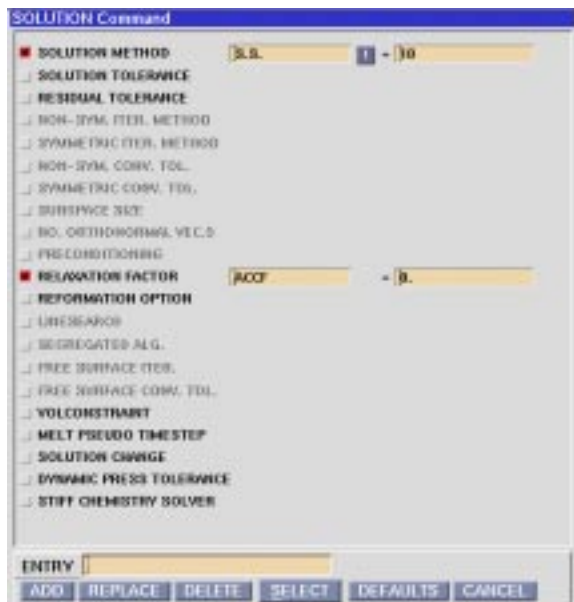 SOLUTION Command
SOLUTION METHOD S.S. - 10
SOLUTION TOLERANCE
RESIDUAL TOLERANCE
NON-SYM. ITER. METHOD
SYMMETRIC ITER. METHOD
NON-SYM. CONV. TOL.
SYMMETRIC CONV. TOL.
SUBSPACE SIZE
NO. ORTHONORMAL VEC.S
PRECONDITIONING
RELAXATION FACTOR ACCF - 0.
REFORMATION OPTION
LINESEARCH
SEGREGATED ALG.
FREE SURFACE ITER.
FREE SURFACE CONV. TOL.
VOLCONSTRAINT
MELT PSEUDO TIMESTEP
SOLUTION CHANGE
DYNAMIC PRESS TOLERANCE
STIFF CHEMISTRY SOLVER
ENTRY
ADD REPLACE DELETE SELECT DEFAULTS CANCEL